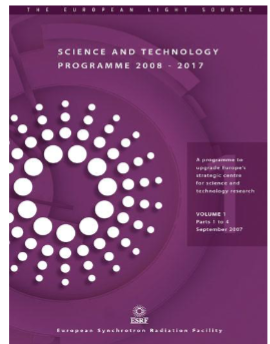 THE EUROPEAN LIGHT SOURCE
SCIENCE AND TECHNOLOGY
PROGRAMME 2008 - 2017
A programme to
upgrade Europe's
strategic centre
for science and
technology research
VOLUME 1
Parts 1 to 4
September 2007
ESRF
European Synchrotron Radiation Facility